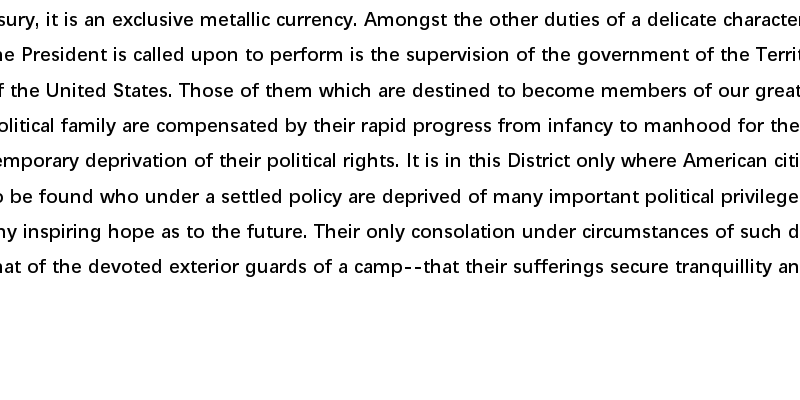 sury, it is an exclusive metallic currency. Amongst the other duties of a delicate character
he President is called upon to perform is the supervision of the government of the Territ
f the United States. Those of them which are destined to become members of our great
olitical family are compensated by their rapid progress from infancy to manhood for the
emporary deprivation of their political rights. It is in this District only where American citi
o be found who under a settled policy are deprived of many important political privilege
ny inspiring hope as to the future. Their only consolation under circumstances of such d
hat of the devoted exterior guards of a camp--that their sufferings secure tranquillity an